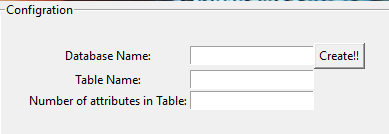 Configration
Database Name: Create!!
Table Name:
Number of attributes in Table: